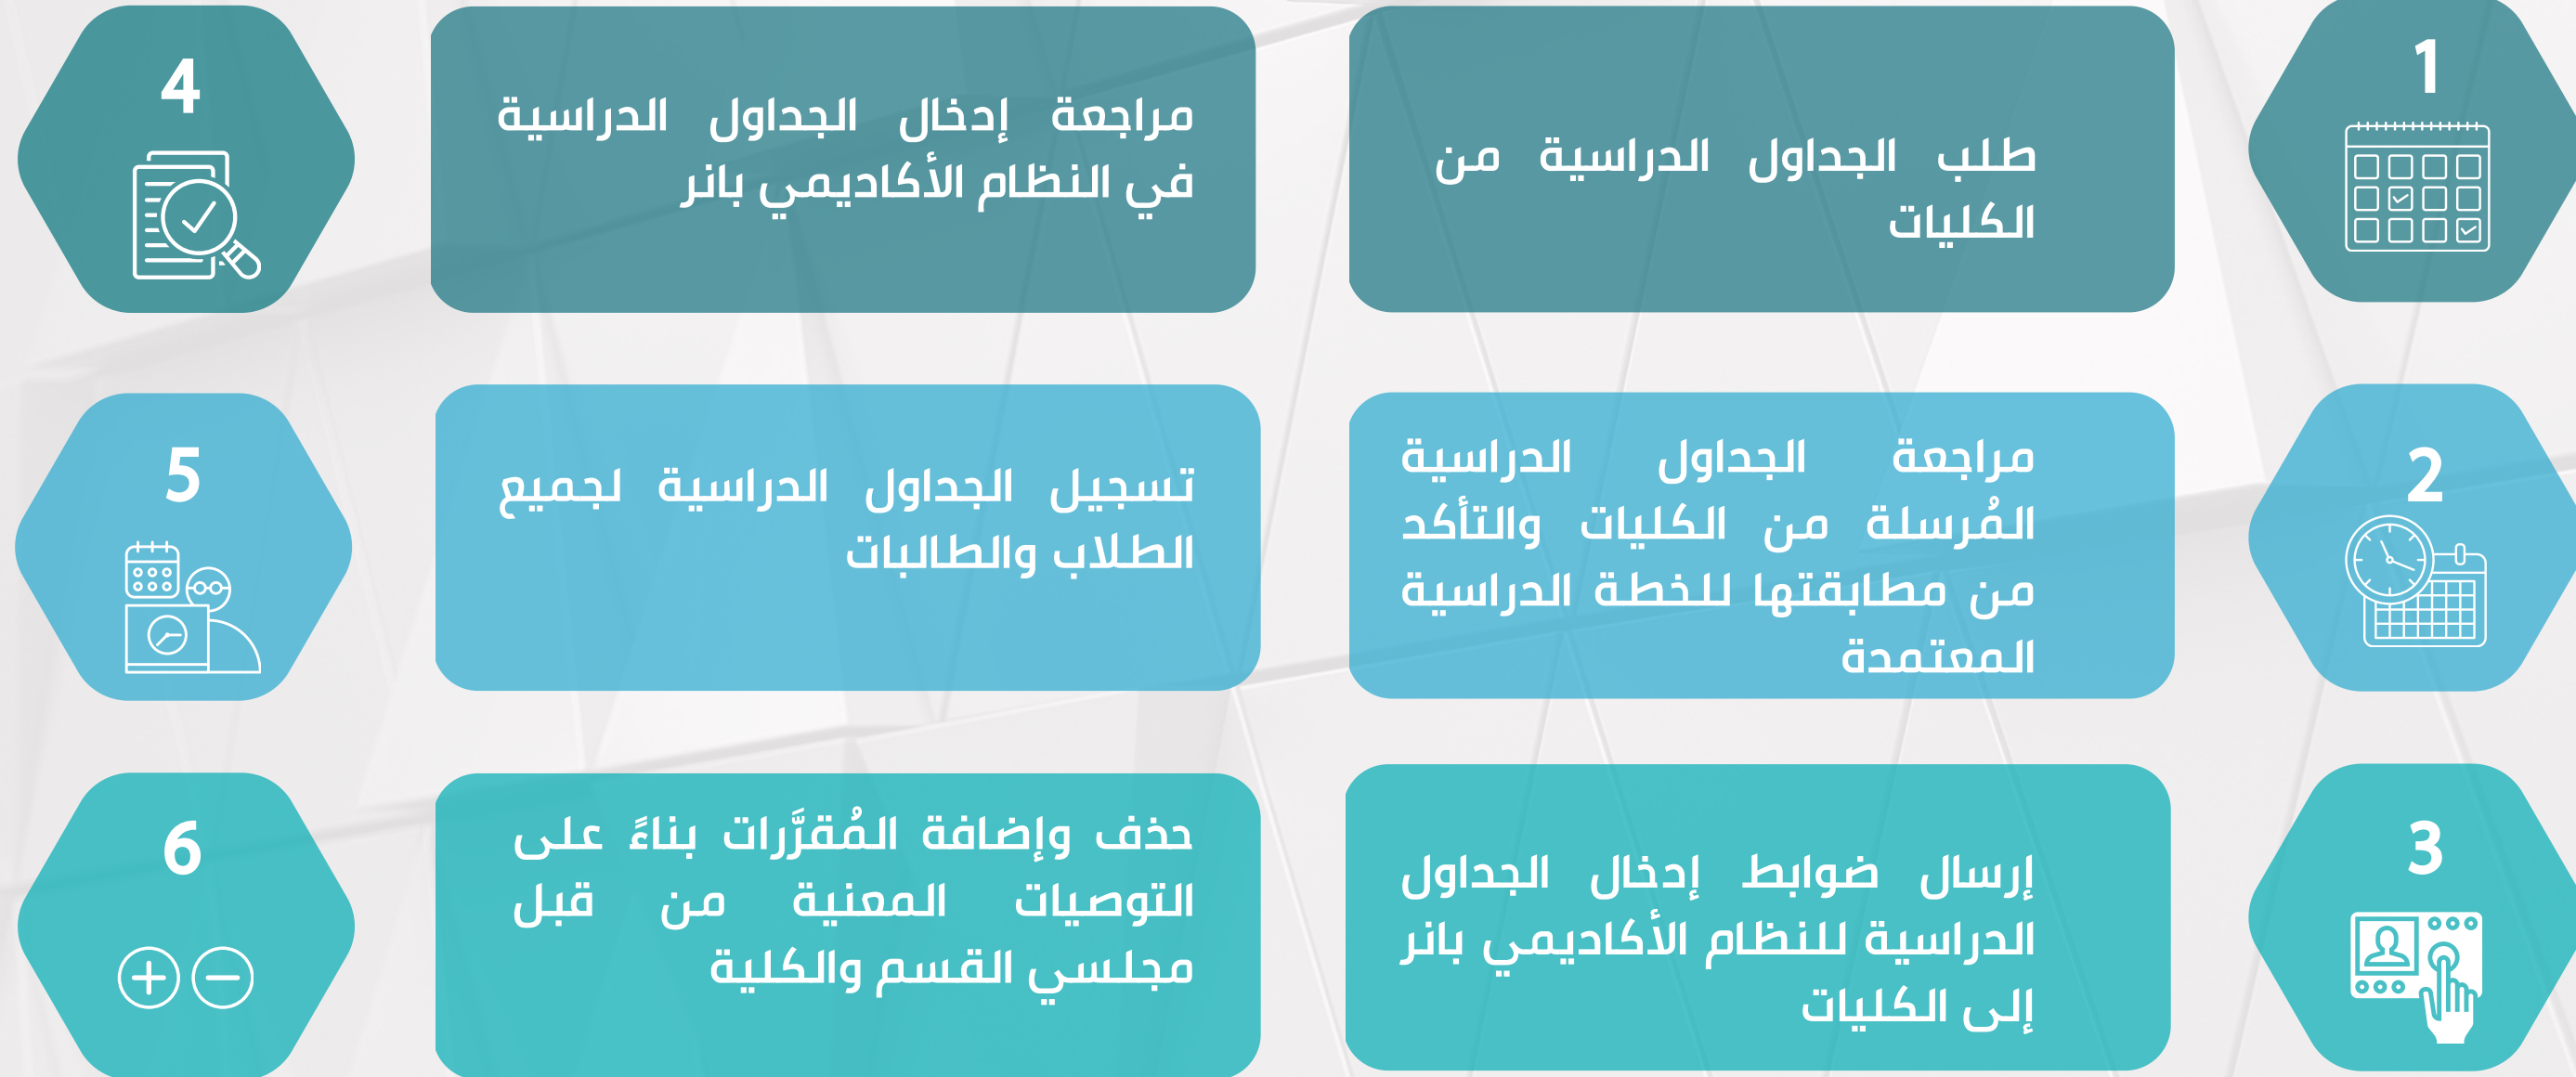 1
طلب الجداول الدراسية من
الكليات
2
مراجعة الجداول الدراسية
المُرسلة من الكليات والتأكد
من مطابقتها للخطة الدراسية
المعتمدة
3
إرسال ضوابط إدخال الجداول
الدراسية للنظام الأكاديمي بانر
إلى الكليات
4
مراجعة إدخال الجداول الدراسية
في النظام الأكاديمي بانر
5
تسجيل الجداول الدراسية لجميع
الطلاب والطالبات
6
حذف وإضافة المُقرَّرات بناءً على
التوصيات المعنية من قبل
مجلسي القسم والكلية